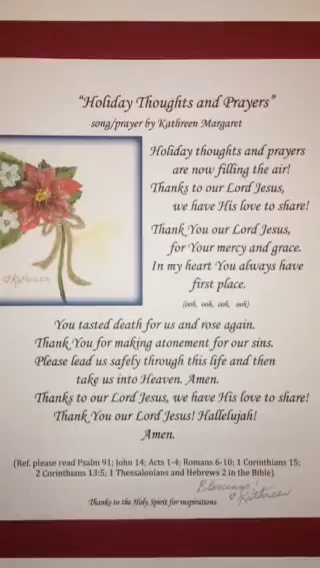 “Holiday Thoughts and Prayers”
song/prayer by Kathreen Margaret
Holiday thoughts and prayers
are now filling the air!
Thanks to our Lord Jesus,
we have His love to share!
Thank You our Lord Jesus,
for Your mercy and grace.
In my heart You always have
first place.
(ooh, ooh, ooh, ooh)
♡Kathreen
You tasted death for us and rose again.
Thank You for making atonement for our sins.
Please lead us safely through this life and then
take us into Heaven. Amen.
Thanks to our Lord Jesus, we have His love to share!
Thank You our Lord Jesus! Hallelujah!
Amen.
(Ref. please read Psalm 91; John 14; Acts 1-4; Romans 6-10; 1 Corinthians 15;
2 Corinthians 13:5; 1 Thessalonians and Hebrews 2 in the Bible).
Blessings!
♡Kathreen
Thanks to the Holy Spirit for inspirations